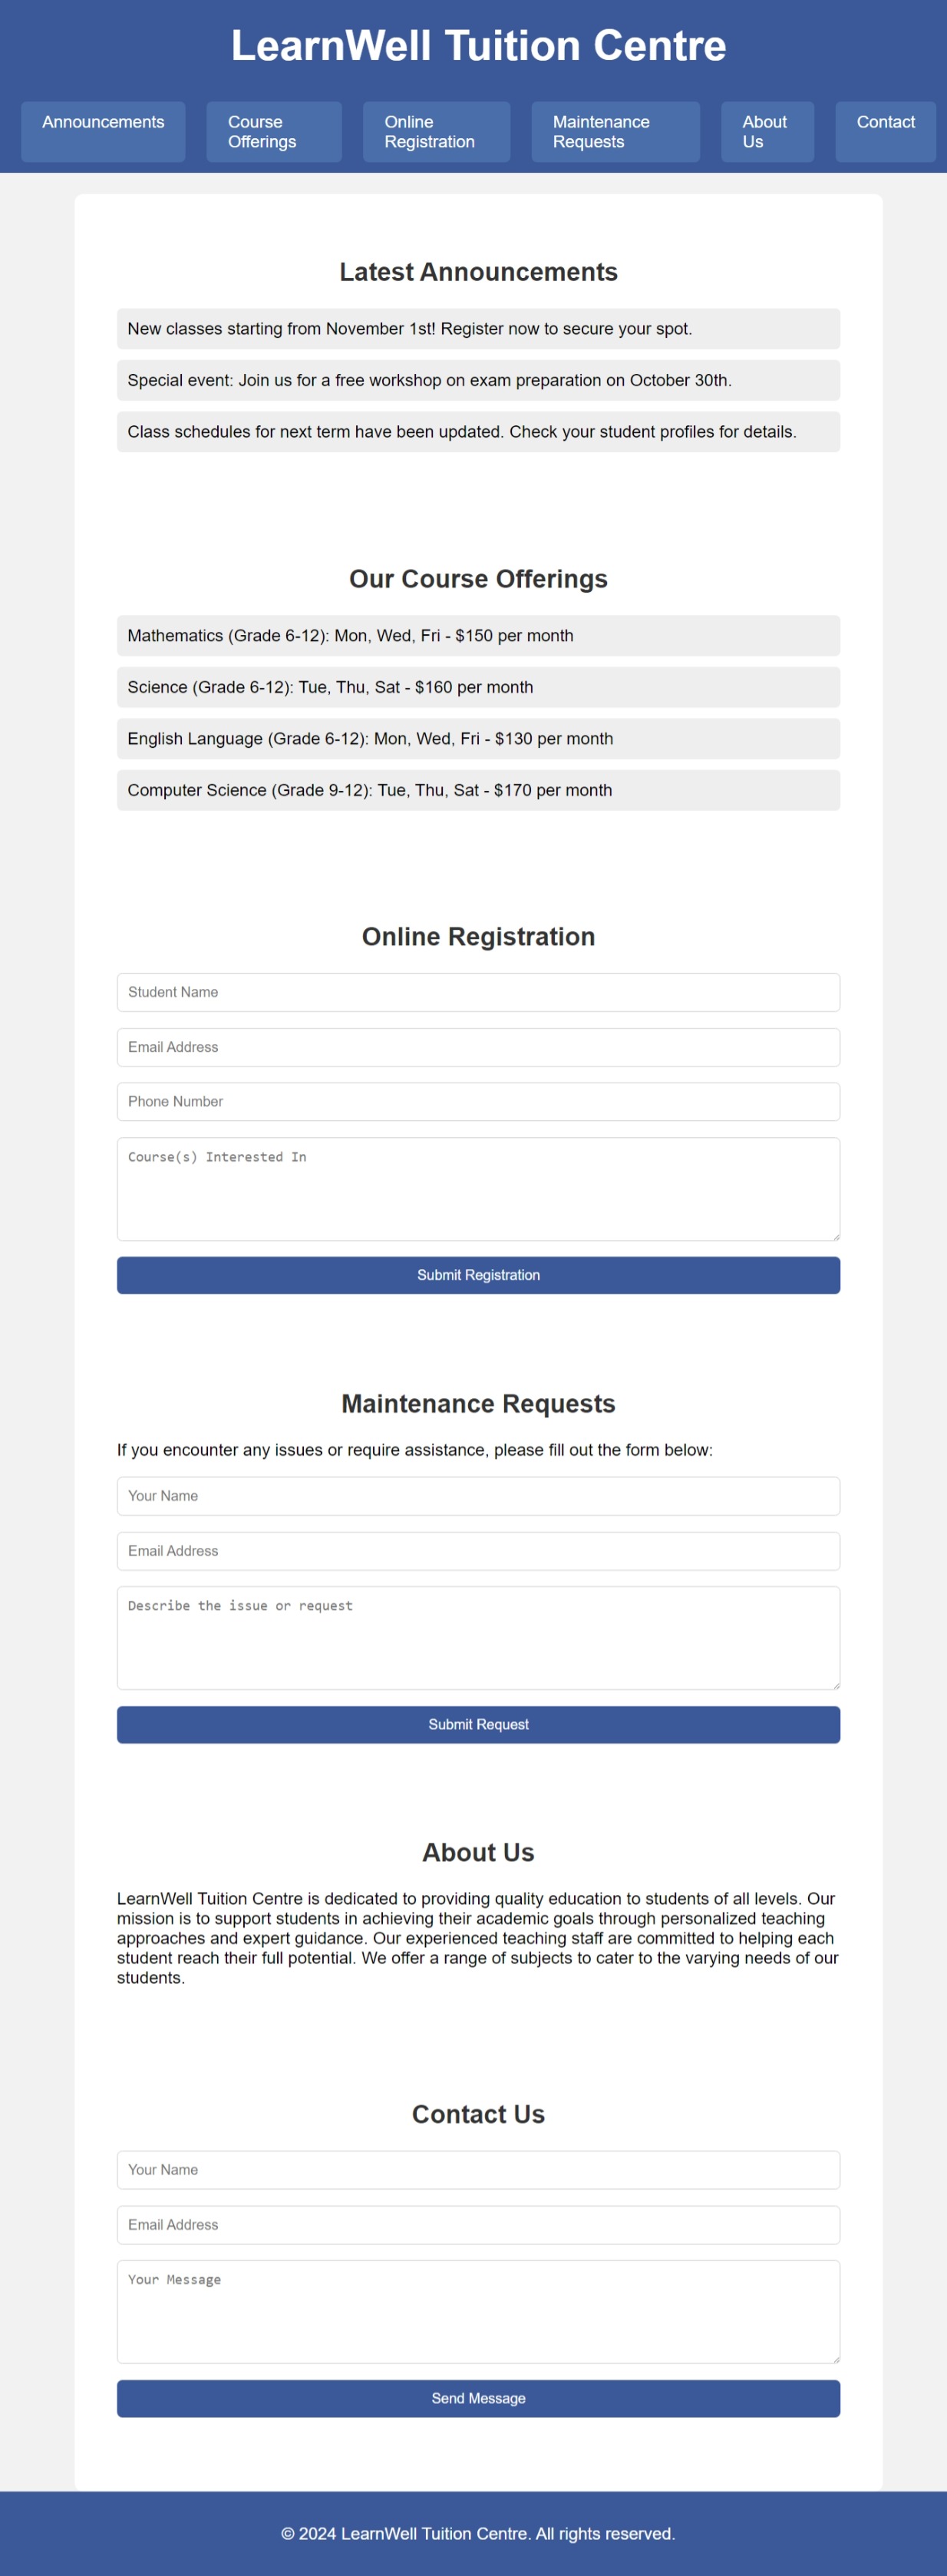 LearnWell Tuition Centre
Announcements
Course
Offerings
Online
Registration
Maintenance
Requests
About
Us
Contact
Latest Announcements
New classes starting from November 1st! Register now to secure your spot.
Special event: Join us for a free workshop on exam preparation on October 30th.
Class schedules for next term have been updated. Check your student profiles for details.
Our Course Offerings
Mathematics (Grade 6-12): Mon, Wed, Fri - $150 per month
Science (Grade 6-12): Tue, Thu, Sat - $160 per month
English Language (Grade 6-12): Mon, Wed, Fri - $130 per month
Computer Science (Grade 9-12): Tue, Thu, Sat - $170 per month
Online Registration
Student Name
Email Address
Phone Number
Course(s) Interested In
Submit Registration
Maintenance Requests
If you encounter any issues or require assistance, please fill out the form below:
Your Name
Email Address
Describe the issue or request
Submit Request
About Us
LearnWell Tuition Centre is dedicated to providing quality education to students of all levels. Our
mission is to support students in achieving their academic goals through personalized teaching
approaches and expert guidance. Our experienced teaching staff are committed to helping each
student reach their full potential. We offer a range of subjects to cater to the varying needs of our
students.
Contact Us
Your Name
Email Address
Your Message
Send Message
© 2024 LearnWell Tuition Centre. All rights reserved.